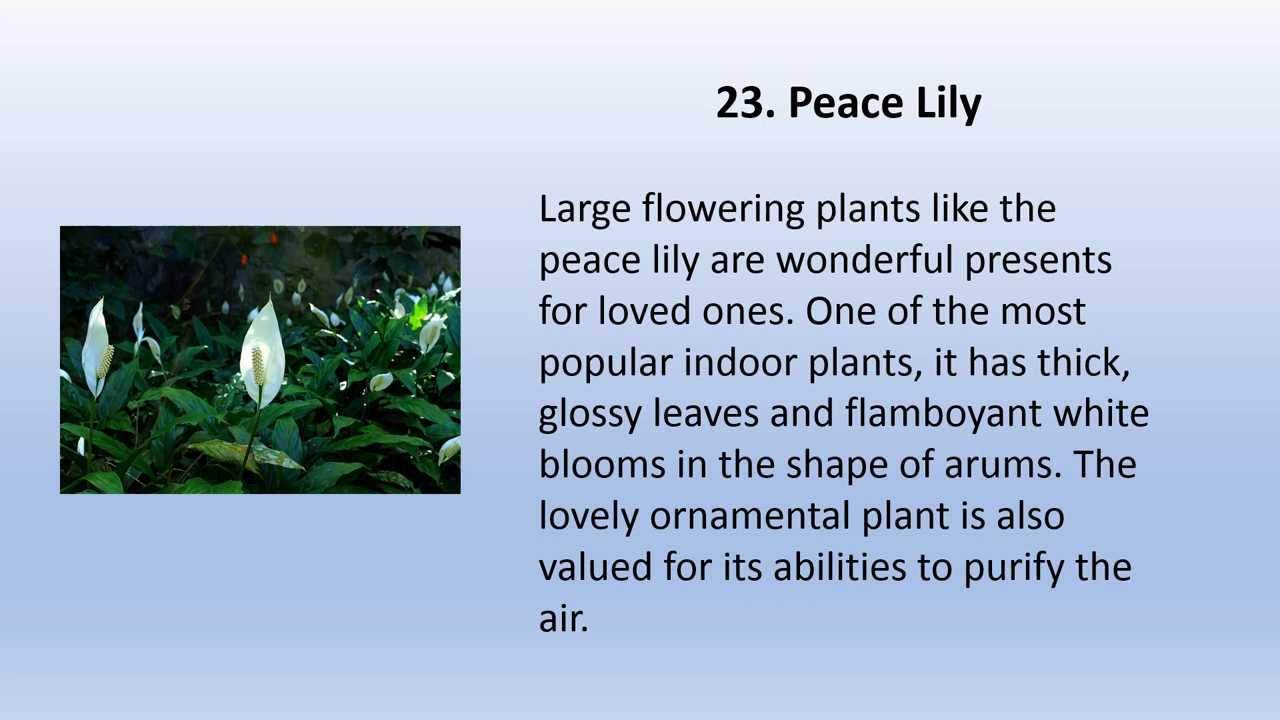 23. Peace Lily
Large flowering plants like the
peace lily are wonderful presents
for loved ones. One of the most
popular indoor plants, it has thick,
glossy leaves and flamboyant white
blooms in the shape of arums. The
lovely ornamental plant is also
valued for its abilities to purify the
air.